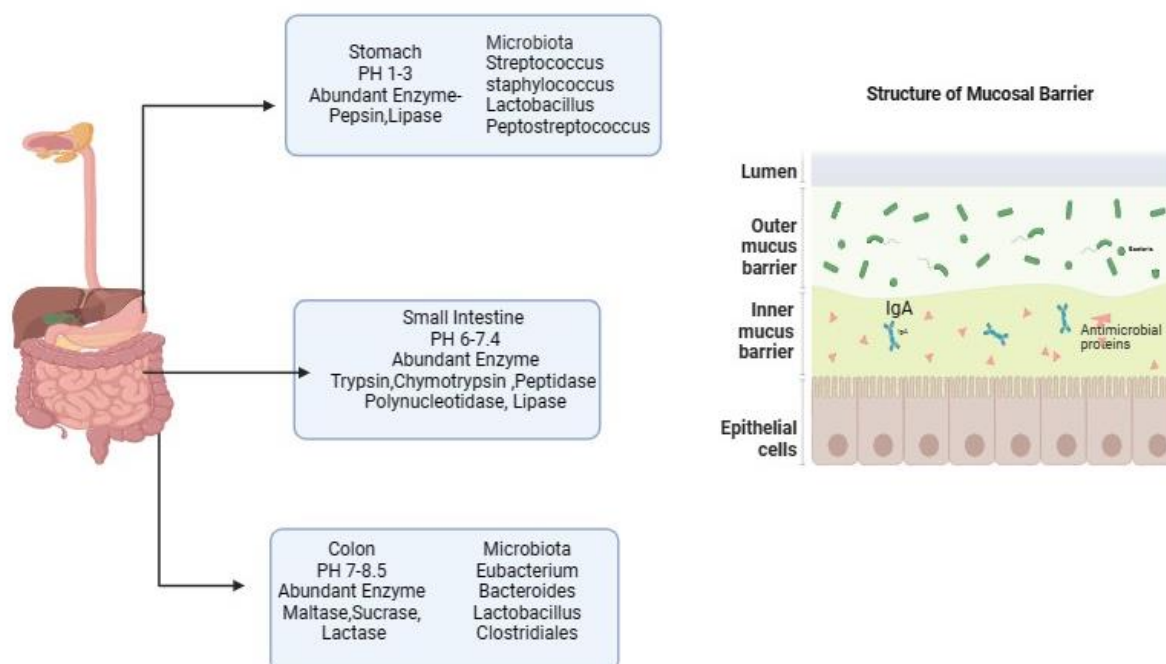 Stomach
PH 1-3
Abundant Enzyme-
Pepsin,Lipase
Microbiota
Streptococcus
staphylococcus
Lactobacillus
Peptostreptococcus
Small Intestine
PH 6-7.4
Abundant Enzyme
Trypsin,Chymotrypsin ,Peptidase
Polynucleotidase, Lipase
Colon
PH 7-8.5
Abundant Enzyme
Maltase,Sucrase,
Lactase
Microbiota
Eubacterium
Bacteroides
Lactobacillus
Clostridiales
Structure of Mucosal Barrier
Lumen
Outer
mucus
barrier
Bacteria
Inner
mucus
barrier
IgA
Antimicrobial
proteins
Epithelial
cells